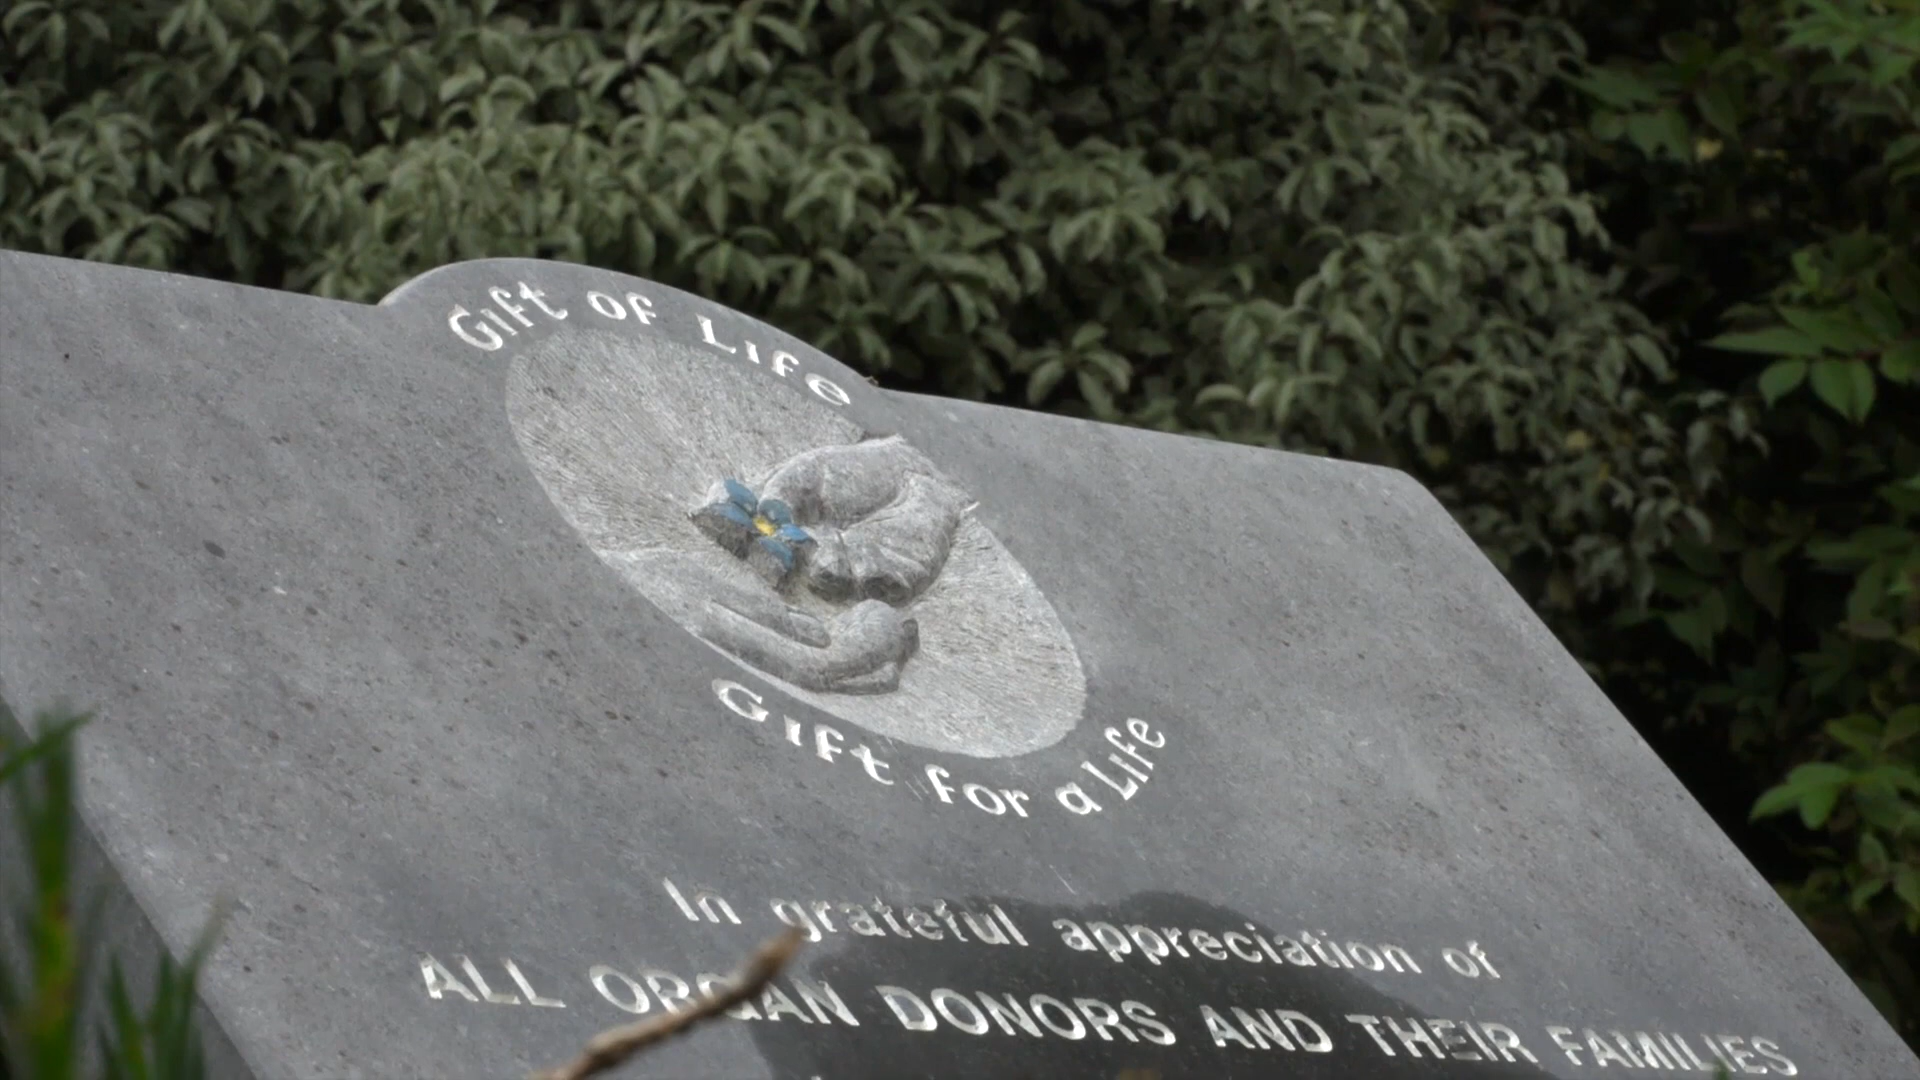 Gift of Life
Gift for a Life
In grateful appreciation of
ALL ORGAN DONORS AND THEIR FAMILIES